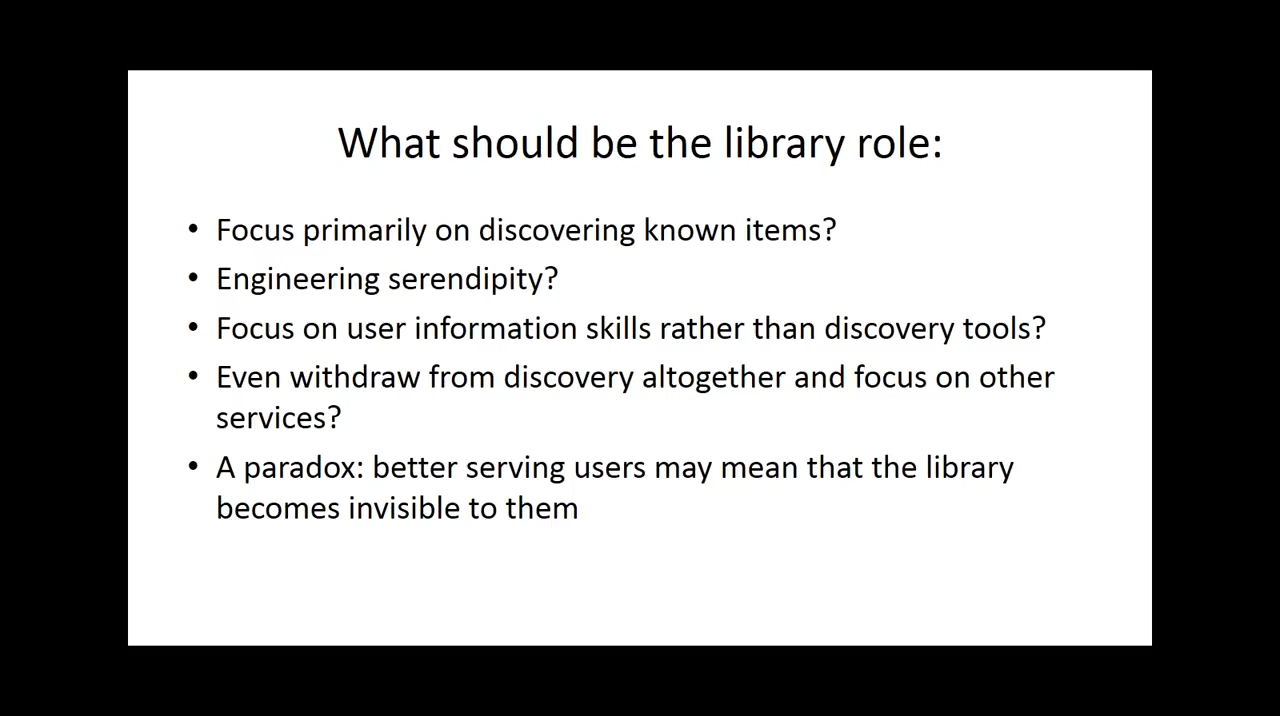 What should be the library role:
• Focus primarily on discovering known items?
• Engineering serendipity?
• Focus on user information skills rather than discovery tools?
• Even withdraw from discovery altogether and focus on other
services?
• A paradox: better serving users may mean that the library
becomes invisible to them